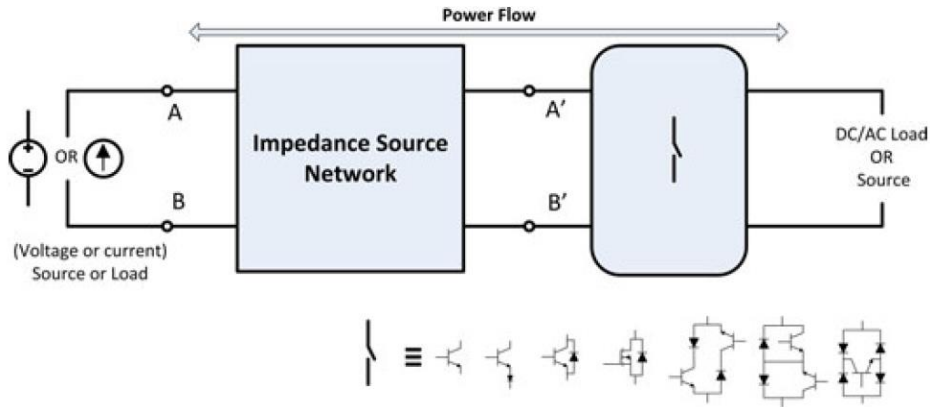 Power Flow
A
A'
Impedance Source
Network
OR
B
B'
DC/AC Load
OR
Source
(Voltage or current)
Source or Load